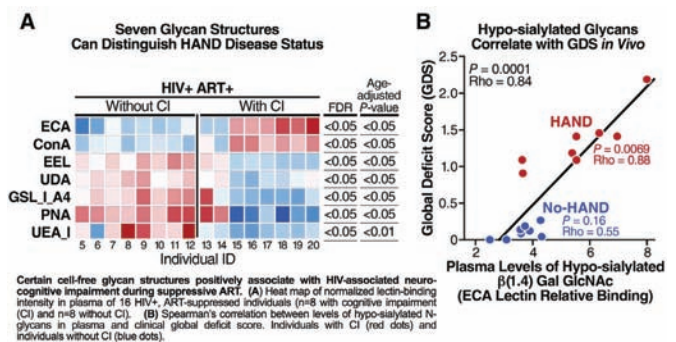 A
Seven Glycan Structures
Can Distinguish HAND Disease Status
HIV+ ART+
Without CI
With CI
FDR
Age-
adjusted
P-value
ECA <0.05 <0.05
ConA <0.05 <0.05
EEL <0.05 <0.05
UDA <0.05 <0.05
GSL_I_A4 <0.05 <0.05
PNA <0.05 <0.05
UEA_I <0.05 <0.01
5 6 7 8 9 10 11 12 13 14 15 16 17 18 19 20
Individual ID
B
Hypo-sialylated Glycans
Correlate with GDS in Vivo
Global Deficit Score (GDS)
2.5
2.0
1.5
1.0
0.5
0
P = 0.0001
Rho = 0.84
HAND
P = 0.0069
Rho = 0.88
No-HAND
P = 0.16
Rho = 0.55
2 4 6 8
Plasma Levels of Hypo-sialylated
β(1.4) Gal GlcNAc
(ECA Lectin Relative Binding)
Certain cell-free glycan structures positively associate with HIV-associated neuro-
cognitive impairment during suppressive ART. (A) Heat map of normalized lectin-binding
intensity in plasma of 16 HIV+, ART-suppressed individuals (n=8 with cognitive impairment
(CI) and n=8 without CI). (B) Spearman's correlation between levels of hypo-sialylated N-
glycans in plasma and clinical global deficit score. Individuals with CI (red dots) and
individuals without CI (blue dots).